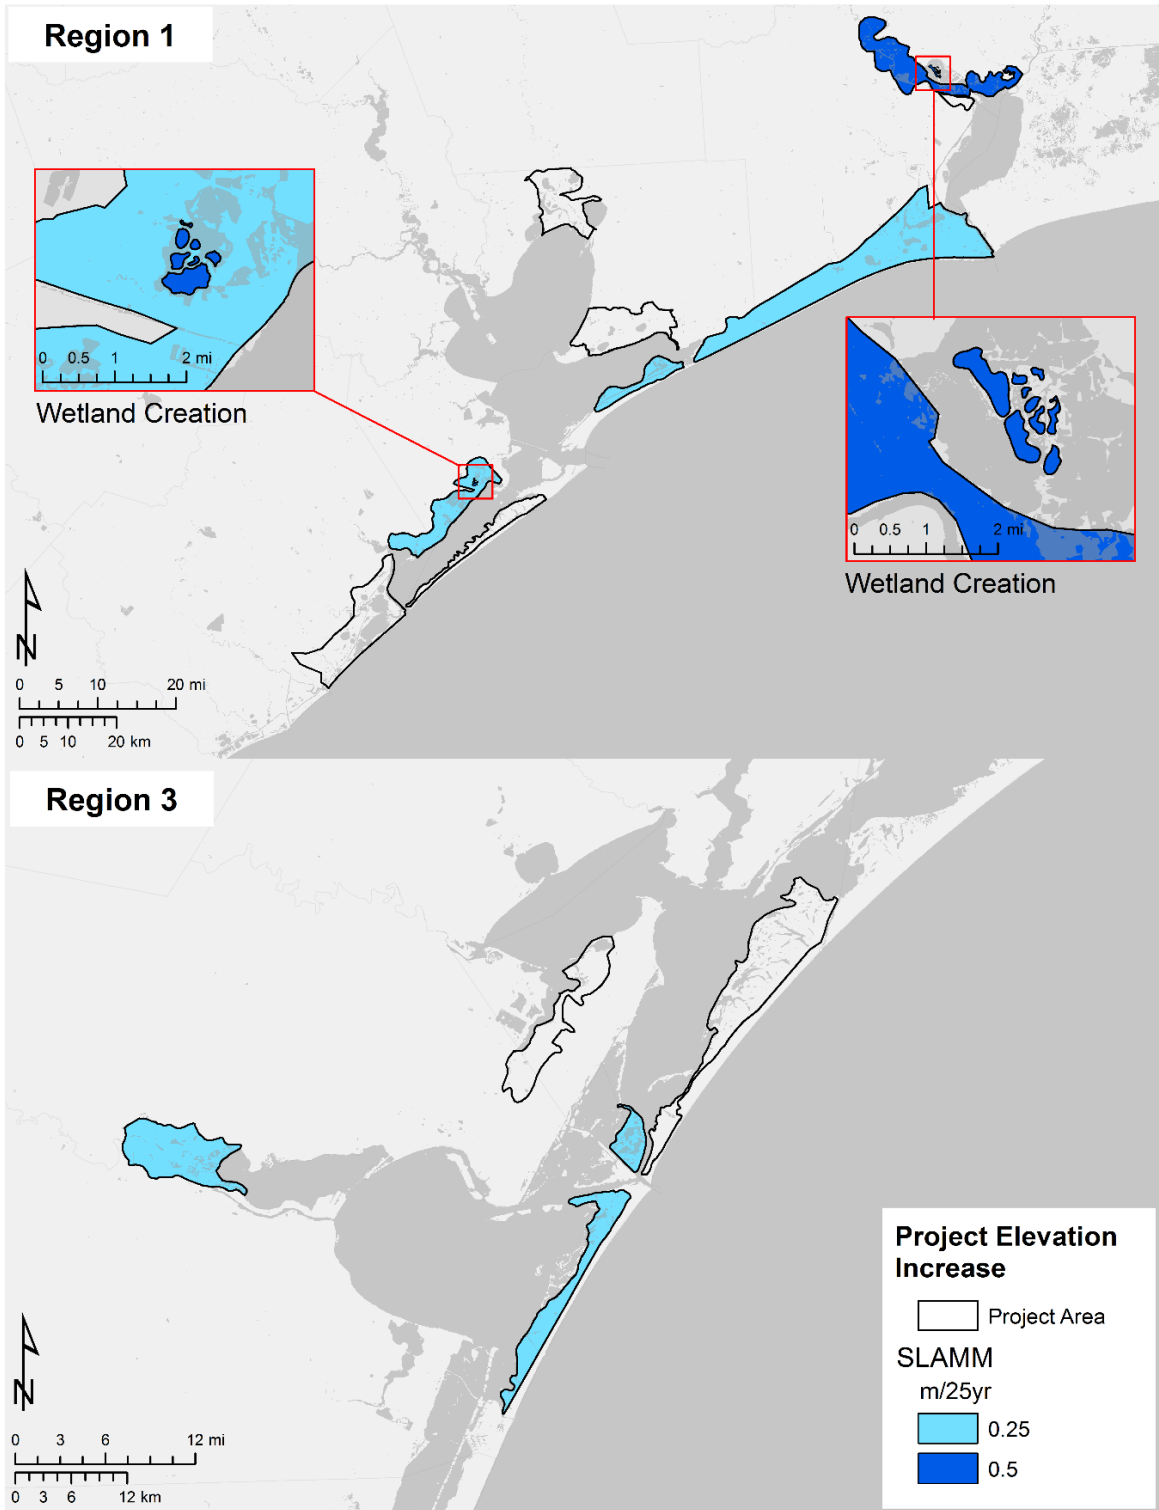 Region 1
0 0.5 1 2 mi
Wetland Creation
0 0.5 1 2 mi
Wetland Creation
N
0 5 10 20 mi
0 5 10 20 km
Region 3
N
0 3 6 12 mi
0 3 6 12 km
Project Elevation
Increase
Project Area
SLAMM
m/25yr
0.25
0.5